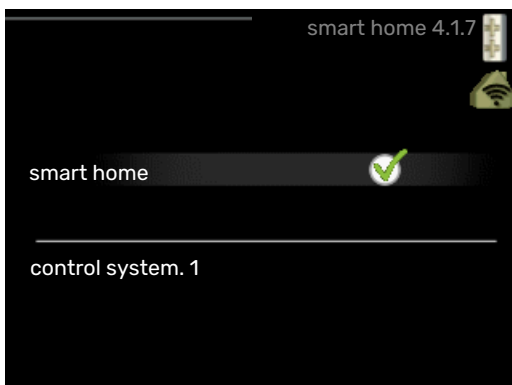 smart home 4.1.7
smart home
control system. 1